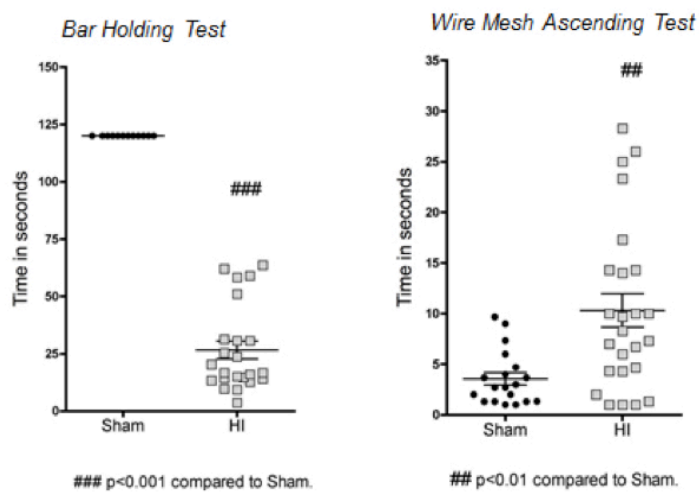 Bar Holding Test
Time in seconds
150
125
100
75
50
25
0
###
Sham
HI
### p<0.001 compared to Sham.
Wire Mesh Ascending Test
Time in seconds
35
30
25
20
15
10
5
0
##
Sham
HI
## p<0.01 compared to Sham.